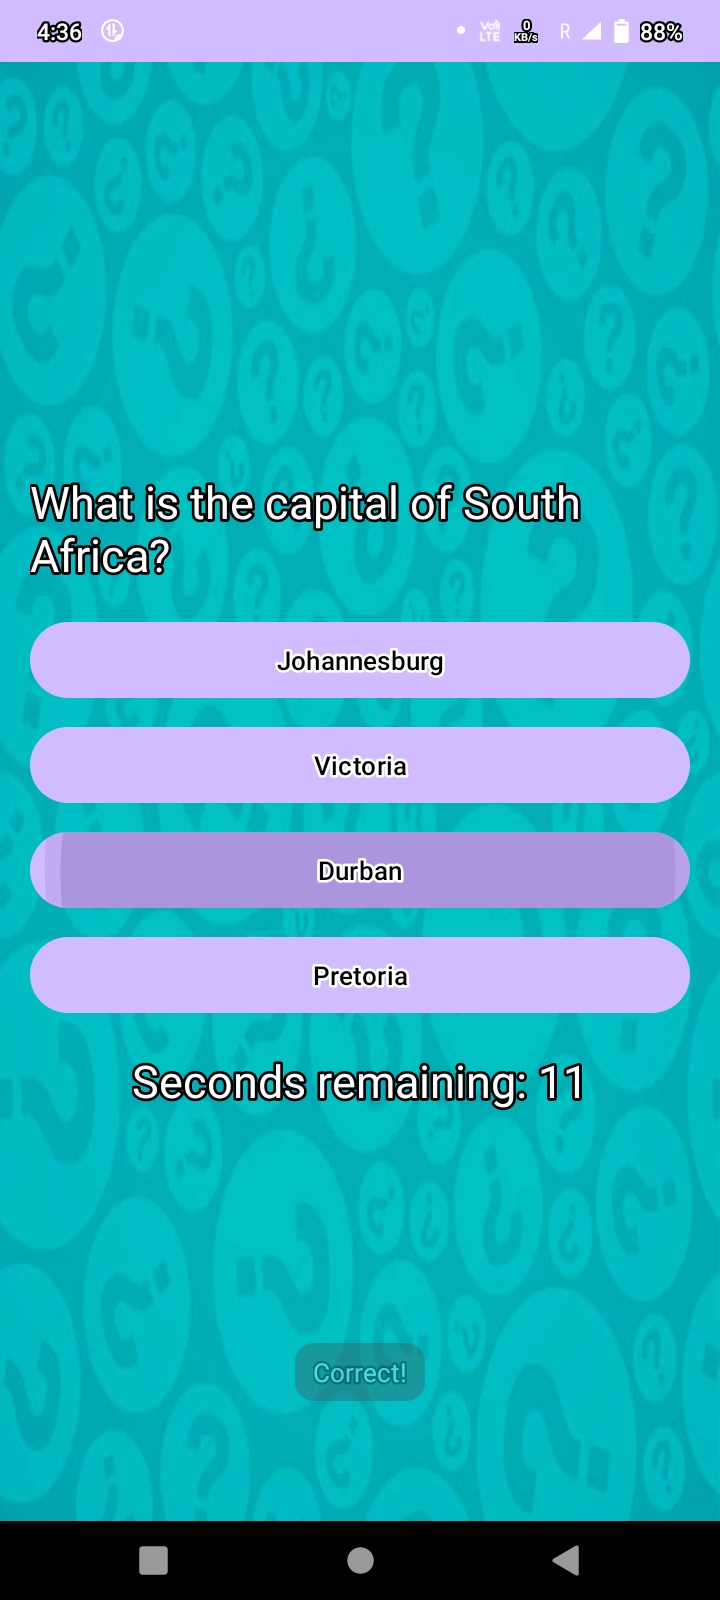 4:36 Vol) LTE 0 KB/s R 88%
What is the capital of South
Africa?
Johannesburg
Victoria
Durban
Pretoria
Seconds remaining: 11
Correct!